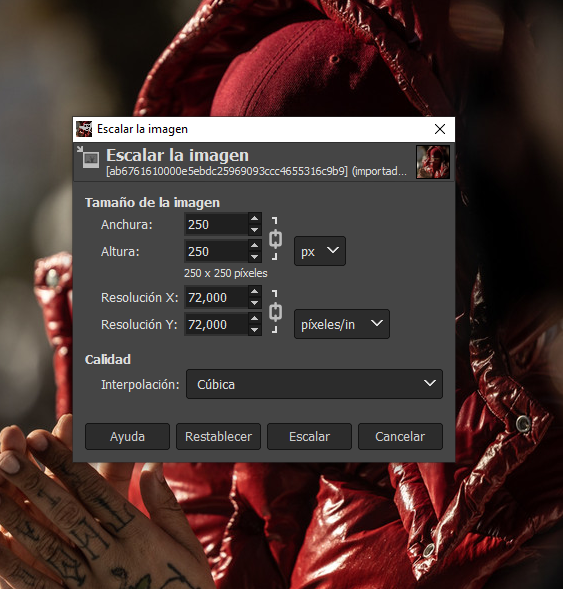 Escalar la imagen
Escalar la imagen
[ab6761610000e5ebdc25969093ccc4655316c9b9] (importad...
Tamaño de la imagen
Anchura: 250
Altura: 250 px
250 x 250 píxeles
Resolución X: 72,000
Resolución Y: 72,000 píxeles/in
Calidad
Interpolación: Cúbica
Ayuda Restablecer Escalar Cancelar